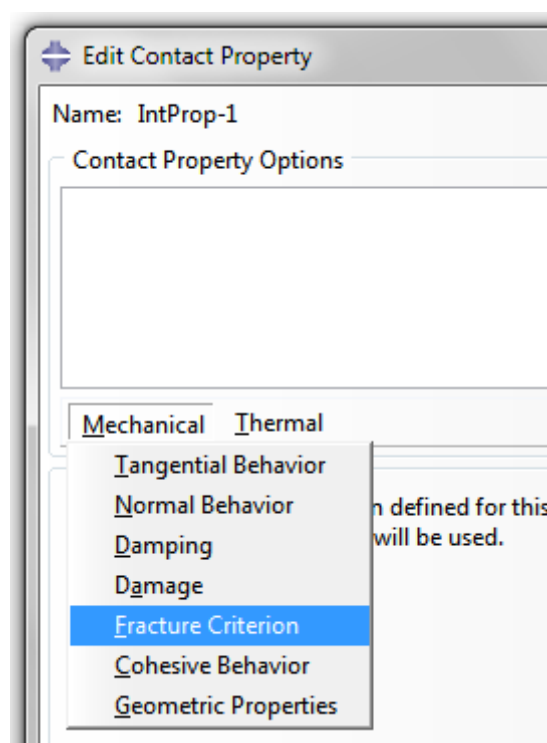 Edit Contact Property
Name: IntProp-1
Contact Property Options
Mechanical Thermal
Tangential Behavior
Normal Behavior
n defined for this
Damping
will be used.
Damage
Fracture Criterion
Cohesive Behavior
Geometric Properties